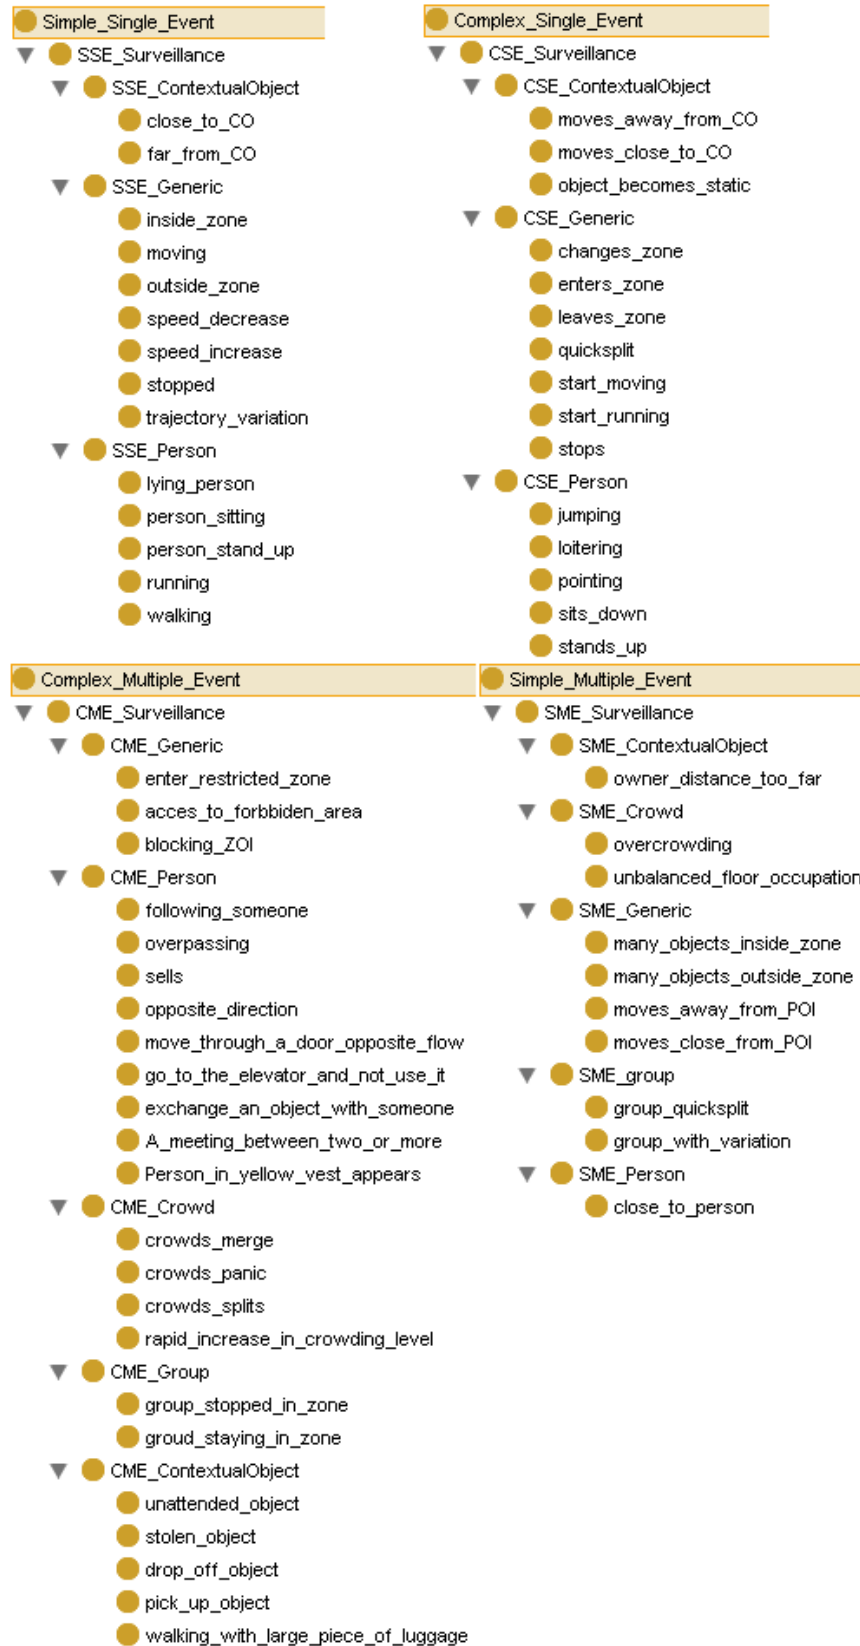 Simple_Single_Event
SSE_Surveillance
SSE_ContextualObject
close_to_CO
far_from_CO
SSE_Generic
inside_zone
moving
outside_zone
speed_decrease
speed_increase
stopped
trajectory_variation
SSE_Person
lying_person
person_sitting
person_stand_up
running
walking
Complex_Single_Event
CSE_Surveillance
CSE_ContextualObject
moves_away_from_CO
moves_close_to_CO
object_becomes_static
CSE_Generic
changes_zone
enters_zone
leaves_zone
quicksplit
start_moving
start_running
stops
CSE_Person
jumping
loitering
pointing
sits_down
stands_up
Complex_Multiple_Event
CME_Surveillance
CME_Generic
enter_restricted_zone
acces_to_forbbiden_area
blocking_ZOI
CME_Person
following_someone
overpassing
sells
opposite_direction
move_through_a_door_opposite_flow
go_to_the_elevator_and_not_use_it
exchange_an_object_with_someone
A_meeting_between_two_or_more
Person_in_yellow_vest_appears
CME_Crowd
crowds_merge
crowds_panic
crowds_splits
rapid_increase_in_crowding_level
CME_Group
group_stopped_in_zone
groud_staying_in_zone
CME_ContextualObject
unattended_object
stolen_object
drop_off_object
pick_up_object
walking_with_large_piece_of_luggage
Simple_Multiple_Event
SME_Surveillance
SME_ContextualObject
owner_distance_too_far
SME_Crowd
overcrowding
unbalanced_floor_occupation
SME_Generic
many_objects_inside_zone
many_objects_outside_zone
moves_away_from_POI
moves_close_from_POI
SME_group
group_quicksplit
group_with_variation
SME_Person
close_to_person